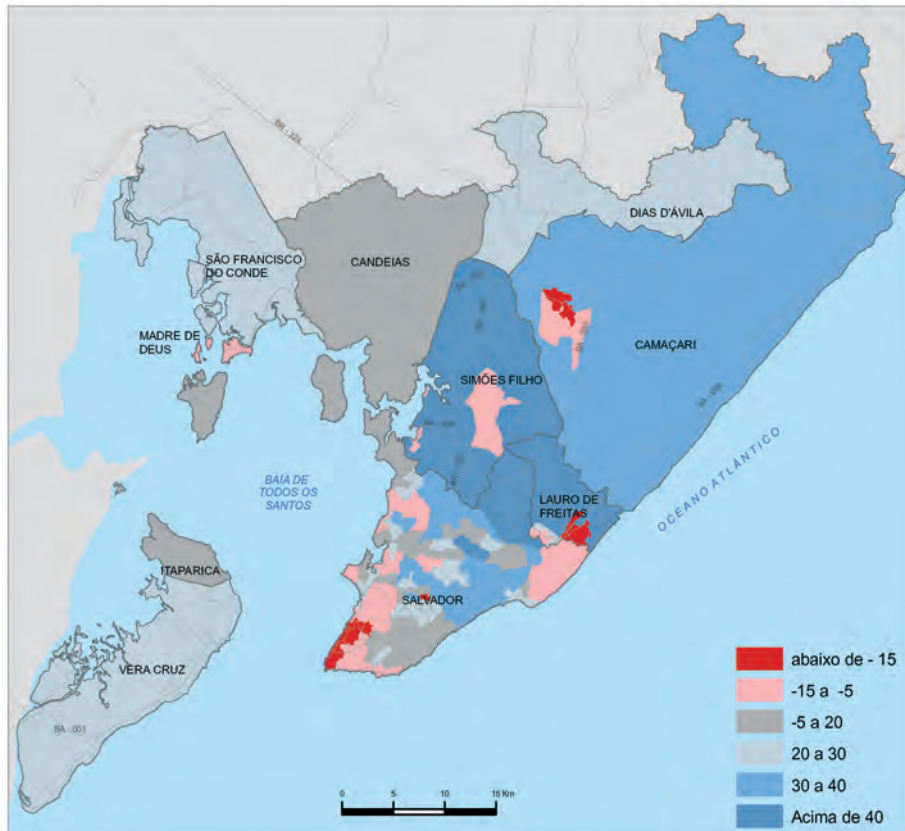 BR - 324
DIAS D'ÁVILA
SÃO FRANCISCO
DO CONDE
CANDEIAS
MADRE DE
DEUS
CAMAÇARI
SIMÕES FILHO
BAÍA DE
TODOS OS
SANTOS
LAURO DE
FREITAS
OCEANO ATLÂNTICO
ITAPARICA
SALVADOR
VERA CRUZ
BA - 001
abaixo de - 15
-15 a -5
-5 a 20
20 a 30
30 a 40
Acima de 40
0 5 10 15 Km